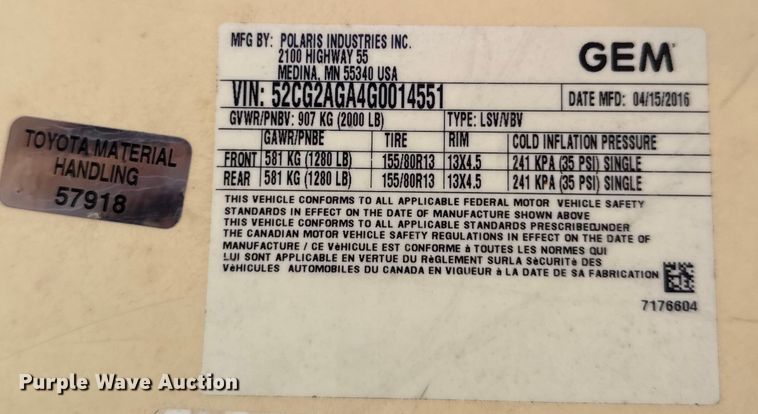 MFG BY: POLARIS INDUSTRIES INC.
2100 HIGHWAY 55
MEDINA, MN 55340 USA
GEM
VIN: 52CG2AGA4G0014551
DATE MFD: 04/15/2016
GVWR/PNBV: 907 KG (2000 LB)
TYPE: LSV/VBV
GAWR/PNBE TIRE RIM COLD INFLATION PRESSURE
FRONT 581 KG (1280 LB) 155/80R13 13X4.5 241 KPA (35 PSI) SINGLE
REAR 581 KG (1280 LB) 155/80R13 13X4.5 241 KPA (35 PSI) SINGLE
THIS VEHICLE CONFORMS TO ALL APPLICABLE FEDERAL MOTOR VEHICLE SAFETY
STANDARDS IN EFFECT ON THE DATE OF MANUFACTURE SHOWN ABOVE
THIS VEHICLE CONFORMS TO ALL APPLICABLE STANDARDS PRESCRIBEDUNDER
THE CANADIAN MOTOR VEHICLE SAFETY REGULATIONS IN EFFECT ON THE DATE OF
MANUFACTURE / CE VéHICULE EST CONFORME à TOUTES LES NORMES QUI
LUI SONT APPLICABLE EN VERTUE DU RèGLEMENT SURLA SéCURITé DES
VéHICULES AUTOMOBILES DU CANADA EN VIGUEUR à LA DATE DE SA FABRICATION
7176604
TOYOTA MATERIAL
HANDLING
57918
Purple Wave Auction